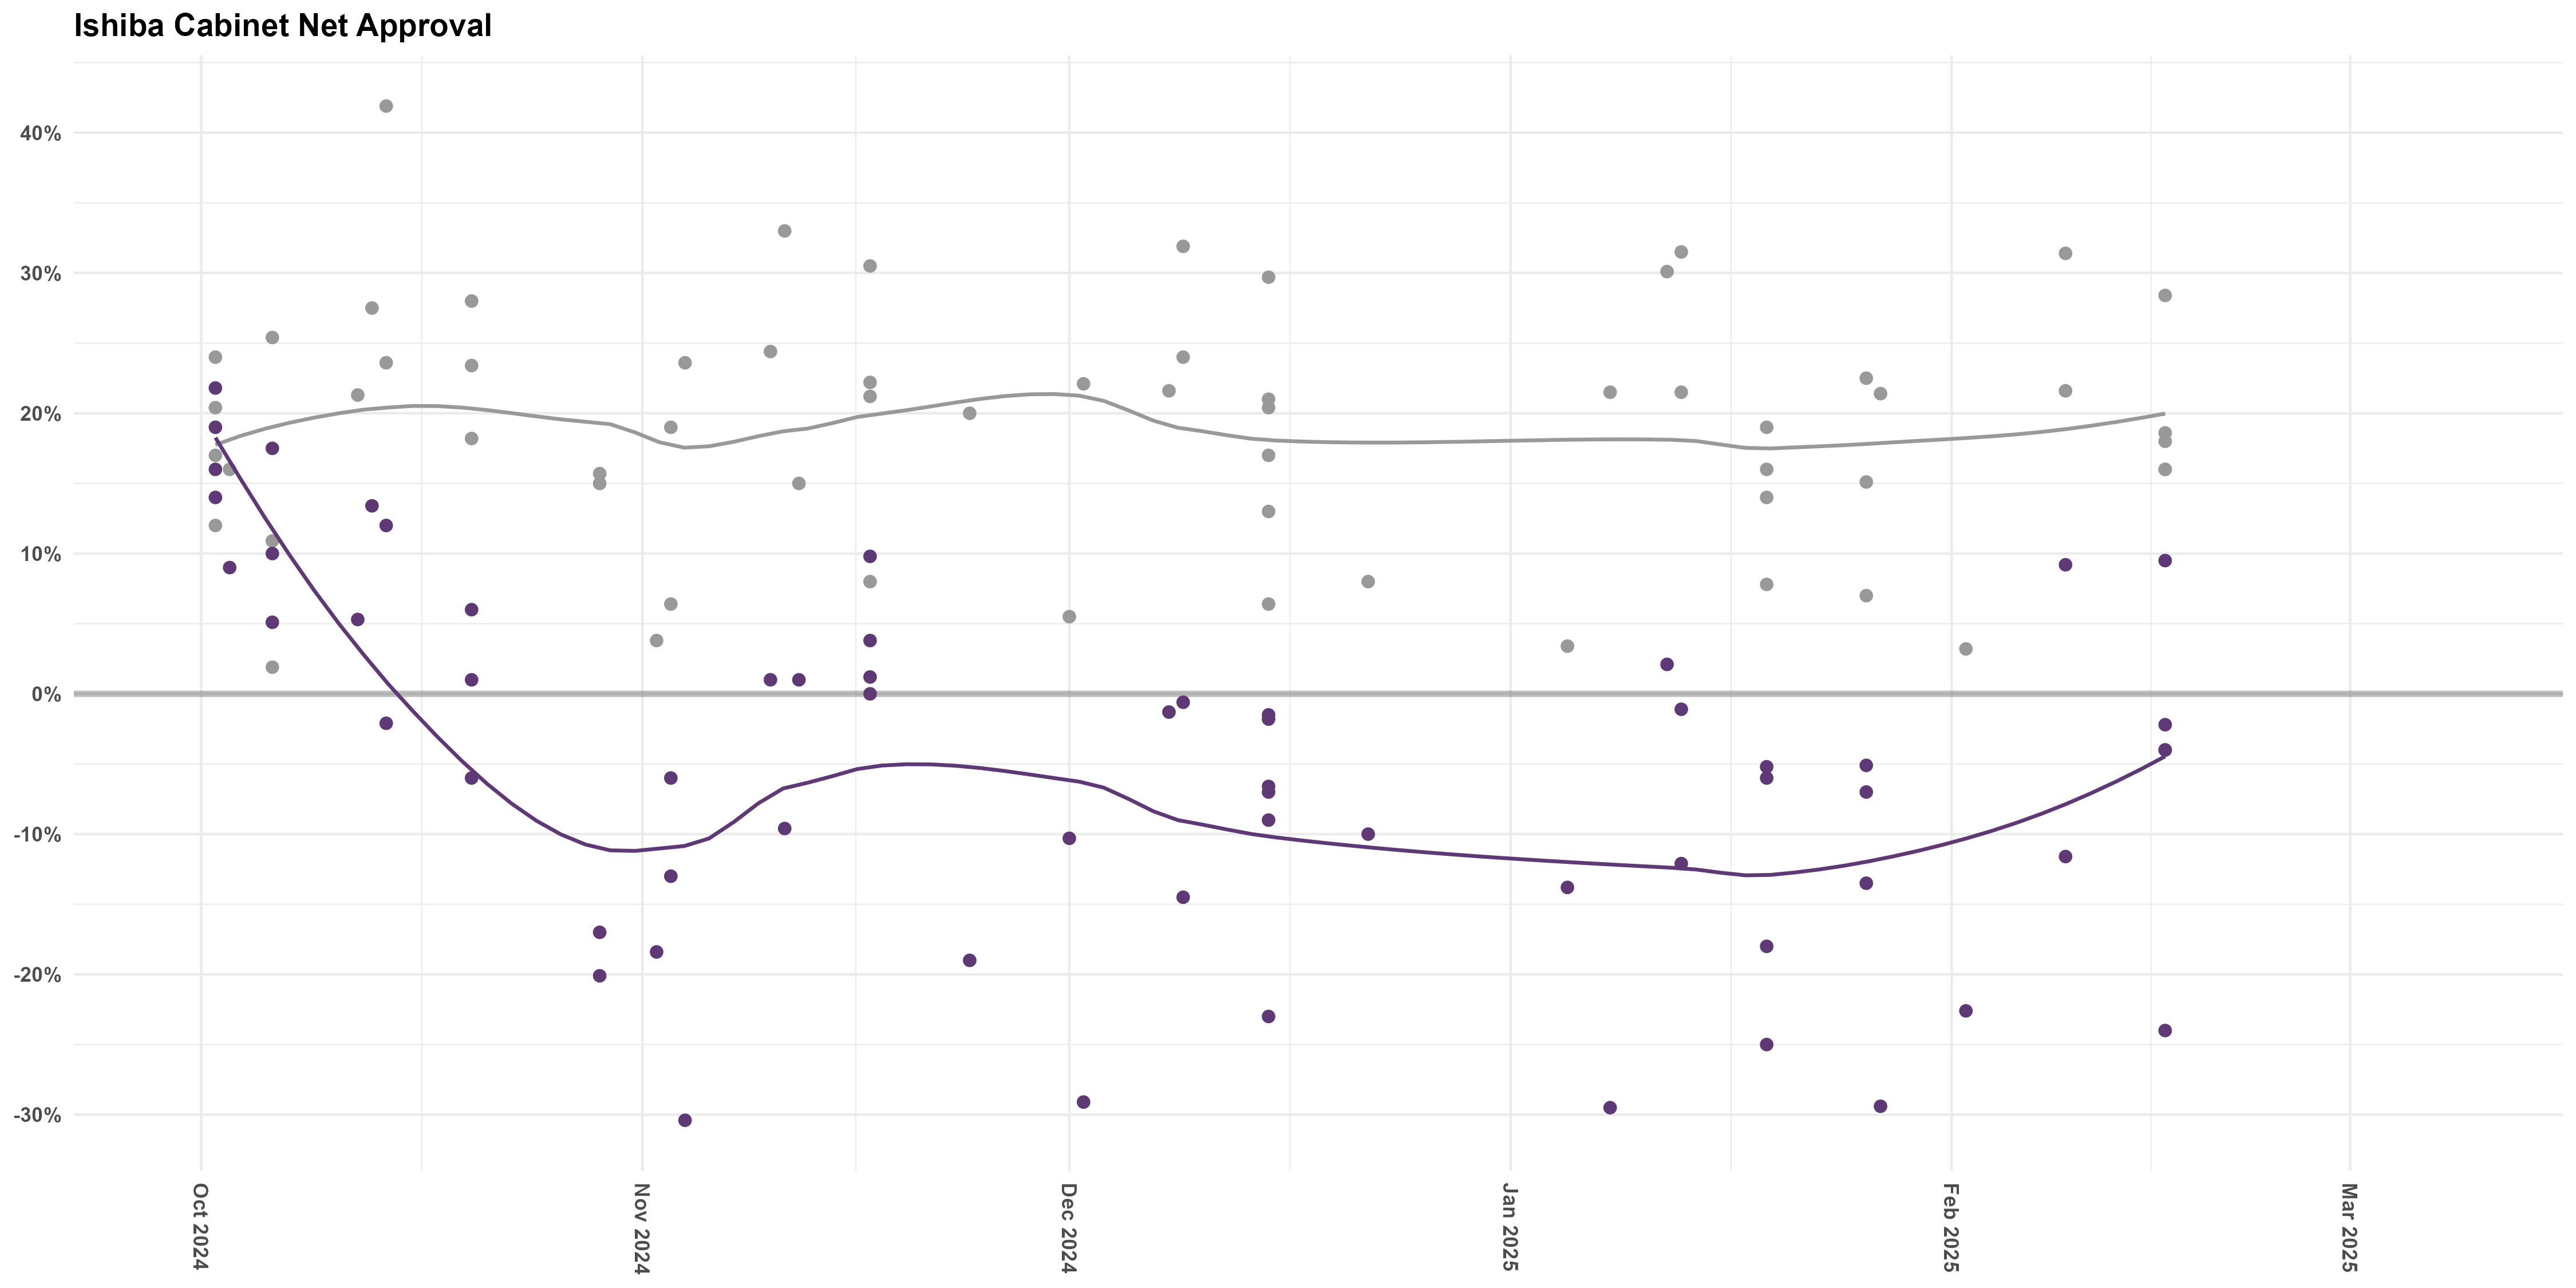 Ishiba Cabinet Net Approval
40%
30%
20%
10%
0%
-10%
-20%
-30%
Oct 2024
Nov 2024
Dec 2024
Jan 2025
Feb 2025
Mar 2025